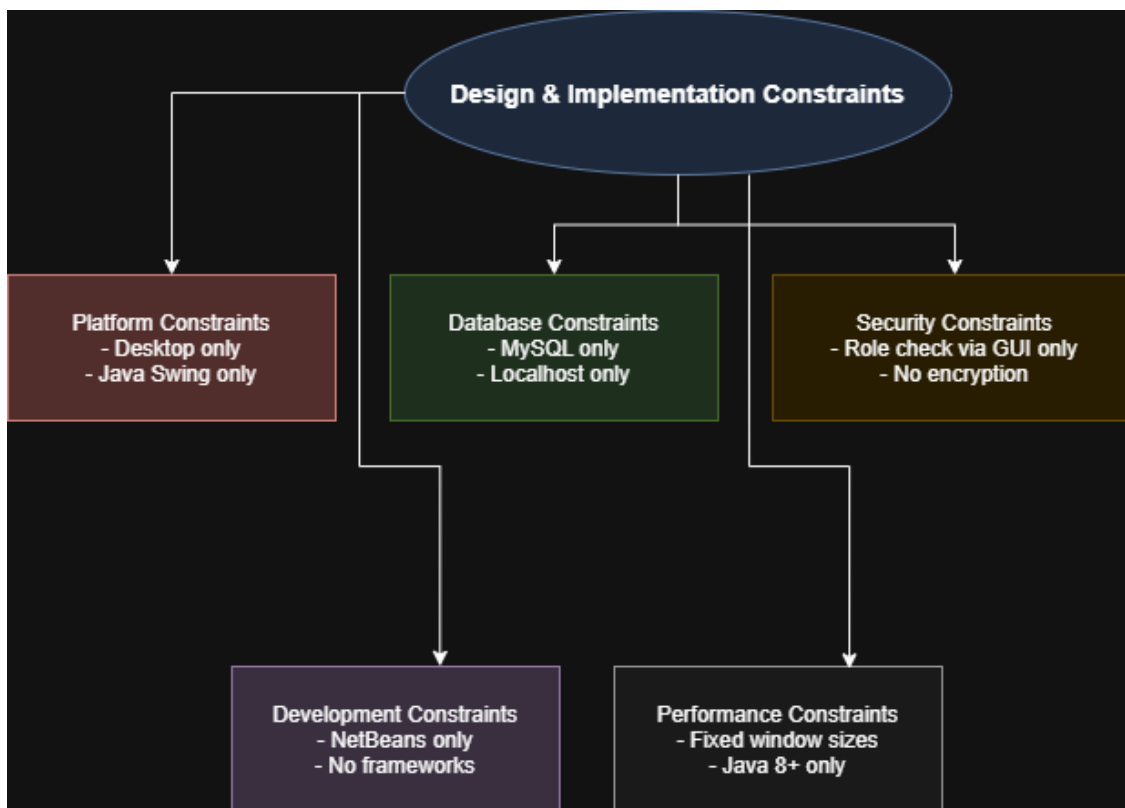 Design & Implementation Constraints
Platform Constraints
- Desktop only
- Java Swing only
Database Constraints
- MySQL only
- Localhost only
Security Constraints
- Role check via GUI only
- No encryption
Development Constraints
- NetBeans only
- No frameworks
Performance Constraints
- Fixed window sizes
- Java 8+ only